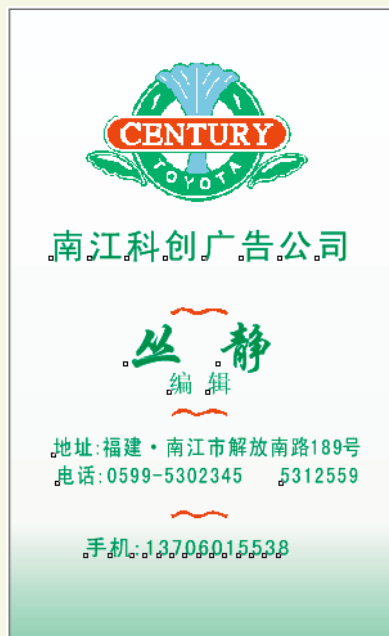 CENTURY
TOYOTA
南江科创广告公司
丛 静
编 辑
地址:福建·南江市解放南路189号
电话:0599-5302345 5312559
手机:13706015538